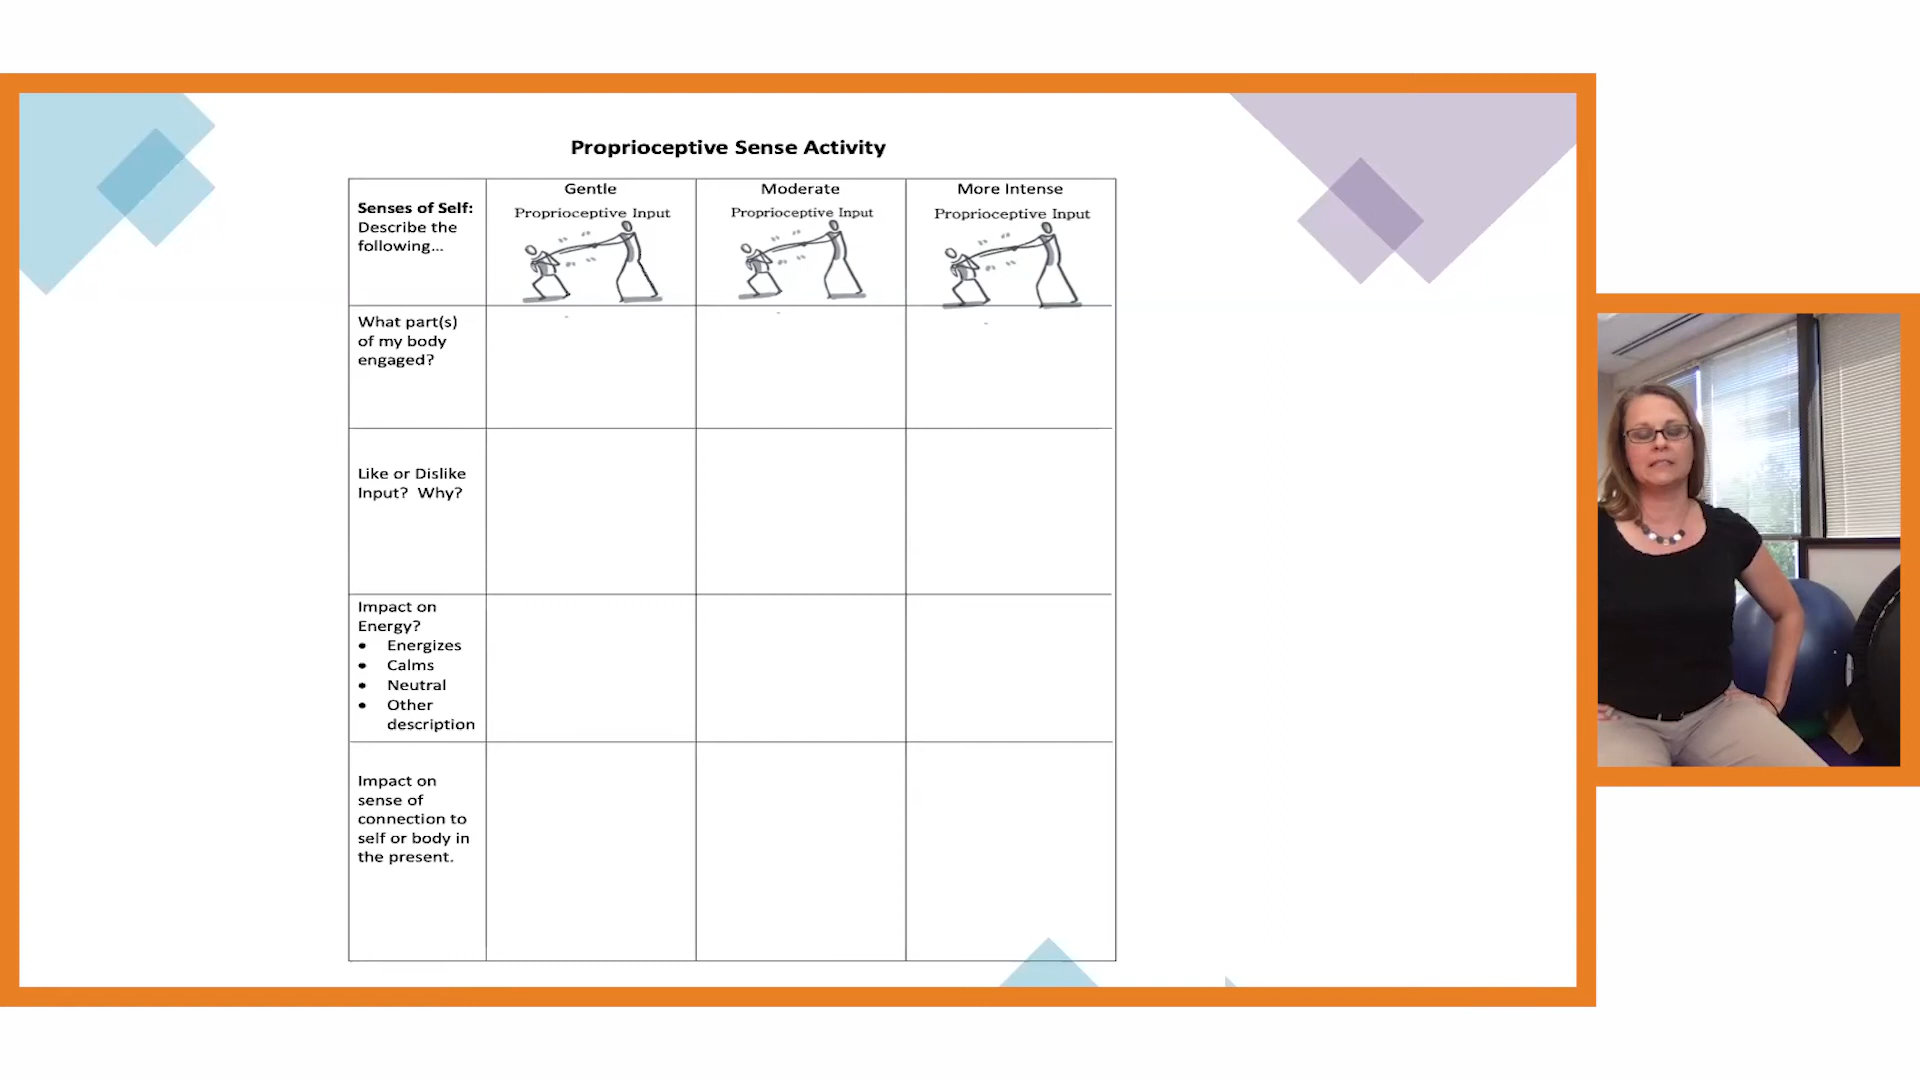 Proprioceptive Sense Activity
Senses of Self:
Describe the
following...
Gentle
Proprioceptive Input
Moderate
Proprioceptive Input
More Intense
Proprioceptive Input
What part(s)
of my body
engaged?
Like or Dislike
Input? Why?
Impact on
Energy?
• Energizes
• Calms
• Neutral
• Other
description
Impact on
sense of
connection to
self or body in
the present.